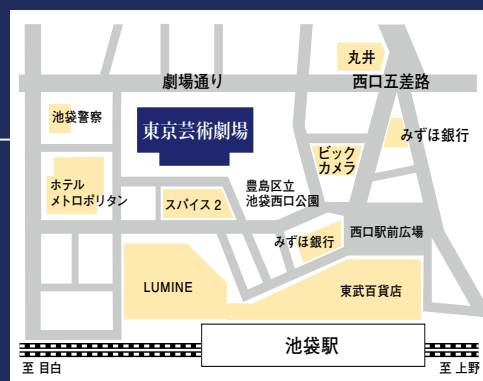 丸井
劇場通り
西口五差路
池袋警察
東京芸術劇場
みずほ銀行
ビック
カメラ
ホテル
メトロポリタン
スパイス2
豊島区立
池袋西口公園
みずほ銀行
西口駅前広場
LUMINE
東武百貨店
池袋駅
至 目白
至 上野